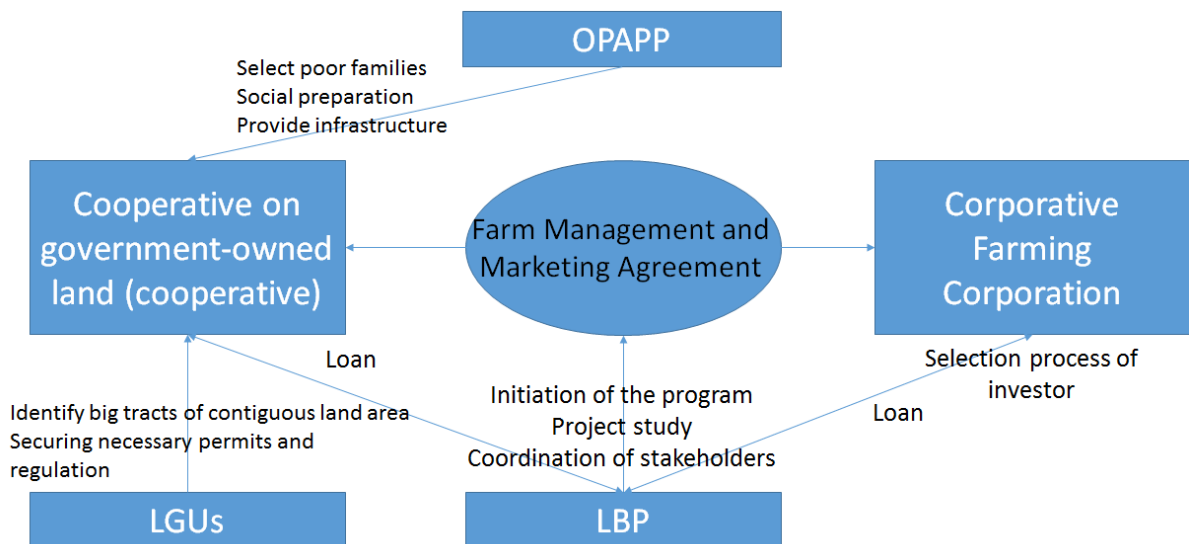 OPAPP
Select poor families
Social preparation
Provide infrastructure
Cooperative on
government-owned
land (cooperative)
Farm Management and
Marketing Agreement
Corporative
Farming
Corporation
Loan
Selection process of
investor
Initiation of the program
Project study
Coordination of stakeholders
Loan
Identify big tracts of contiguous land area
Securing necessary permits and
regulation
LGUs
LBP